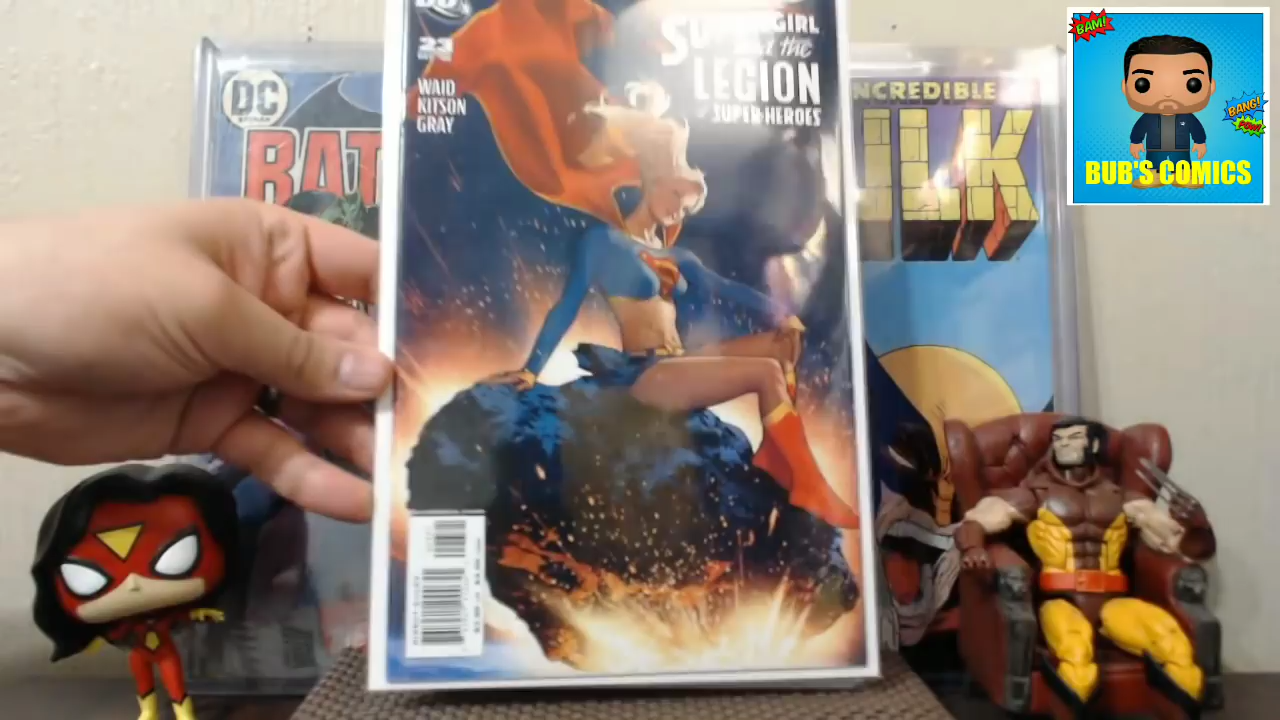 23
WAID
KITSON
GRAY
SUPERGIRL
and the
LEGION
of SUPER-HEROES
DC
BAT
INCREDIBLE
ULK
BAM!
BANG!
POW!
BUB'S COMICS